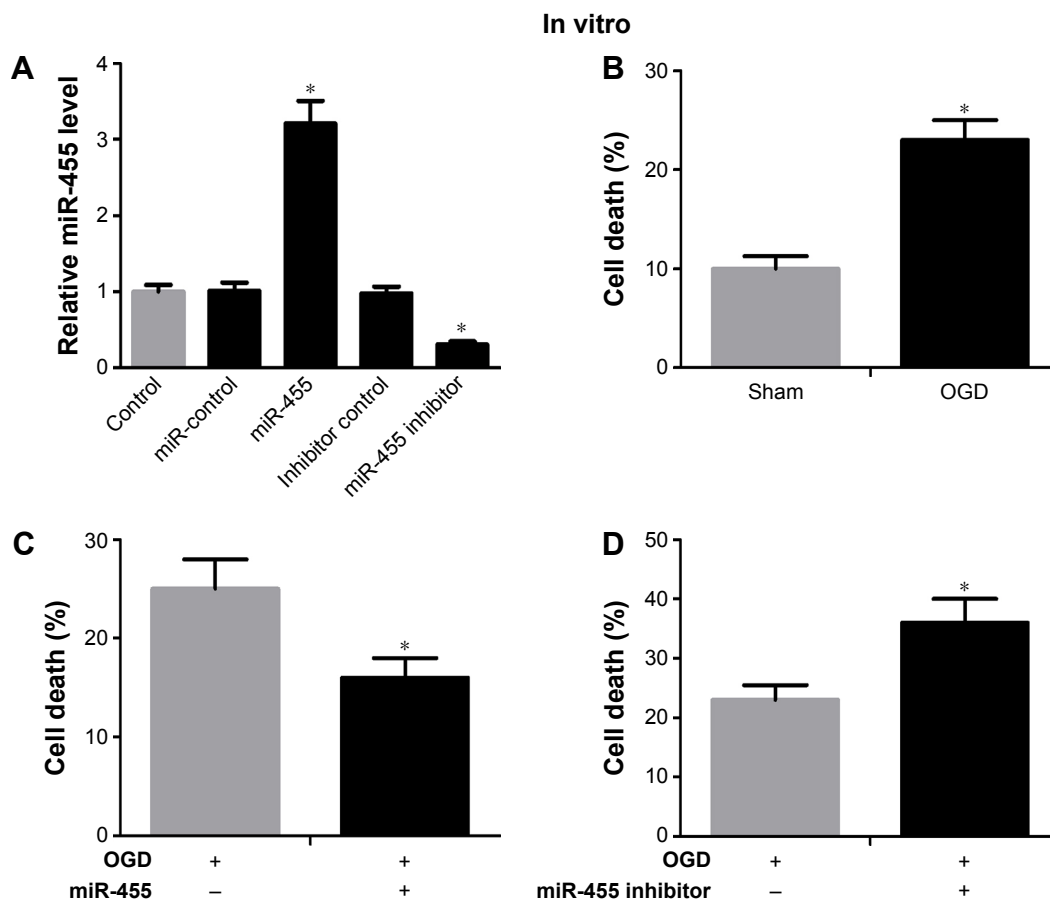 In vitro
A
Relative miR-455 level
4
3
2
1
0
*
*
Control
miR-control
miR-455
Inhibitor control
miR-455 inhibitor
B
Cell death (%)
30
20
10
0
*
Sham
OGD
C
Cell death (%)
30
20
10
0
*
OGD + +
miR-455 – +
D
Cell death (%)
50
40
30
20
10
0
*
+ +
miR-455 inhibitor – +